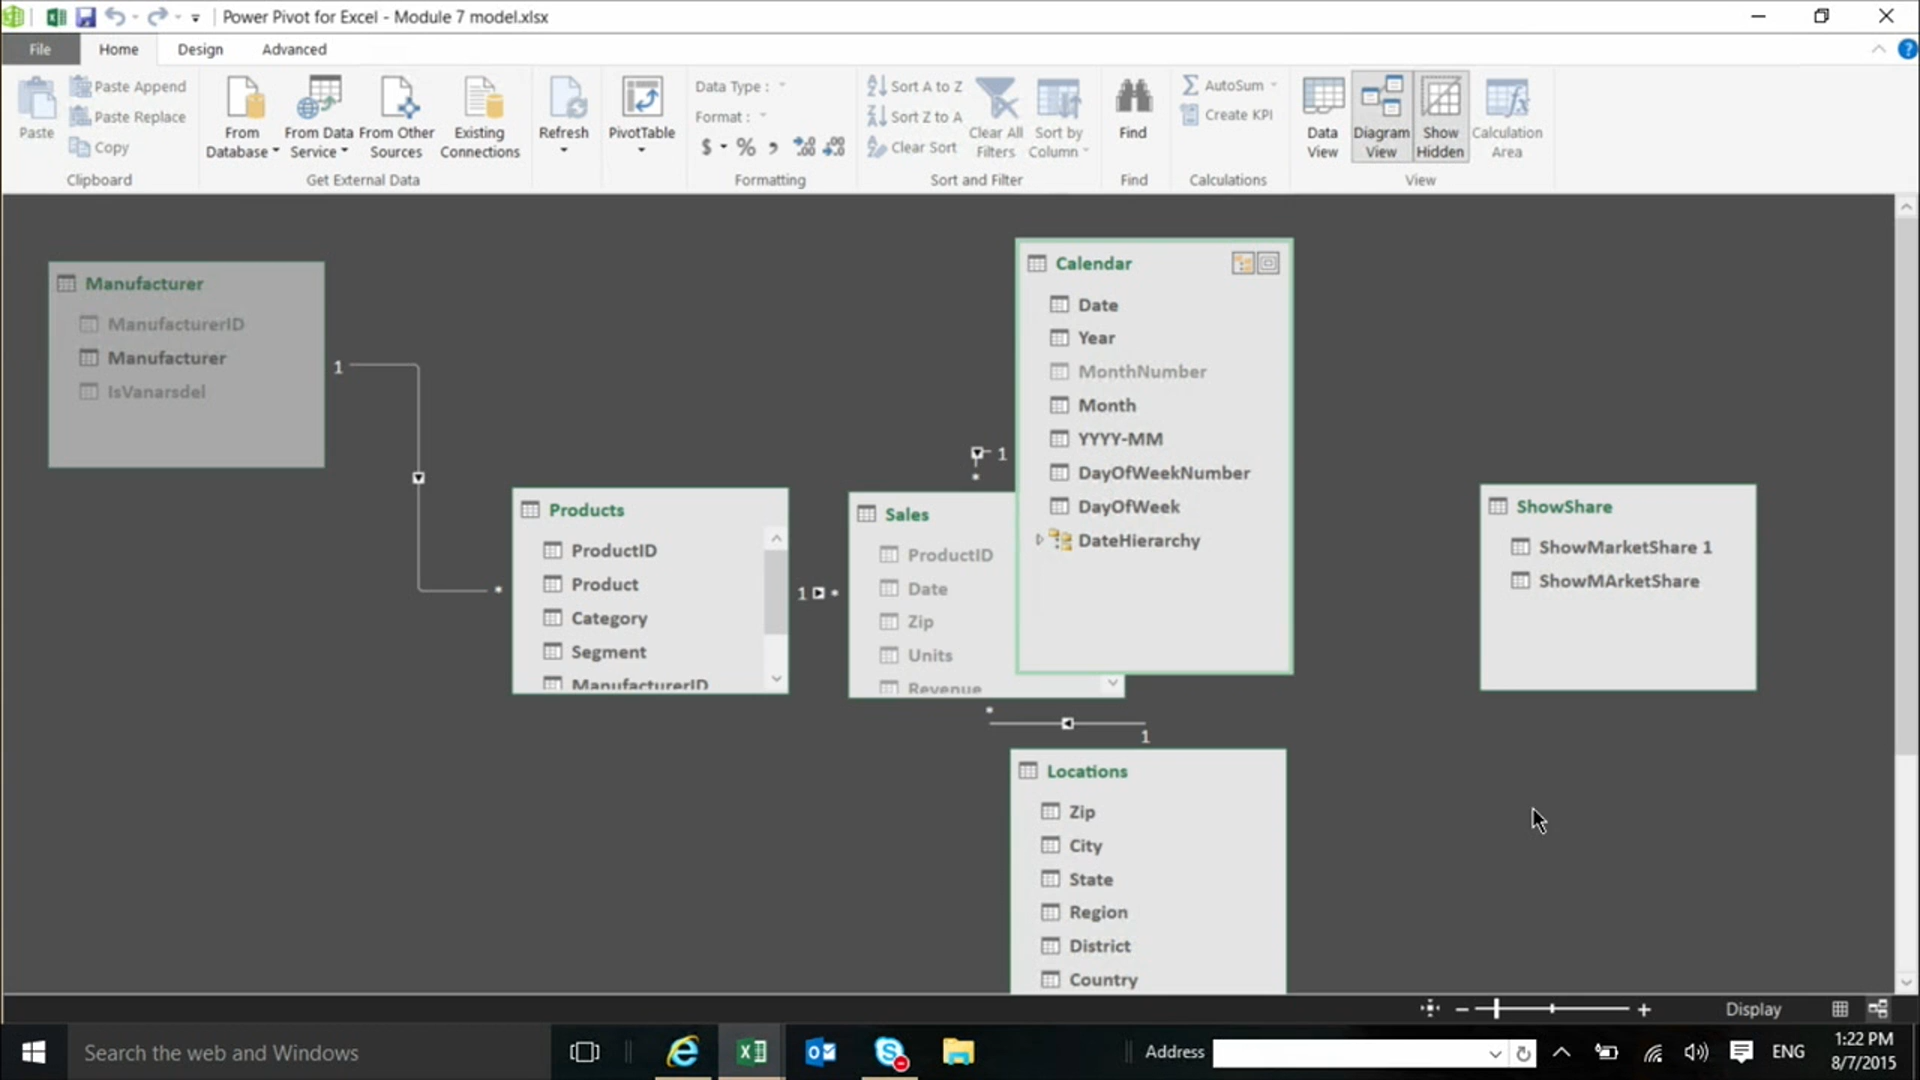 Power Pivot for Excel - Module 7 model.xlsx
File Home Design Advanced
Paste
Paste Append
Paste Replace
Copy
Clipboard
From Database
From Data Service
From Other Sources
Existing Connections
Get External Data
Refresh
PivotTable
Data Type :
Format :
$ % , .00 .00
Formatting
Sort A to Z
Sort Z to A
Clear Sort
Clear All Filters
Sort by Column
Sort and Filter
Find
Find
AutoSum
Create KPI
Calculations
Data View
Diagram View
Show Hidden
Calculation Area
View
Manufacturer
ManufacturerID
Manufacturer
IsVanarsdel
1
*
Products
ProductID
Product
Category
Segment
ManufacturerID
1 *
Sales
ProductID
Date
Zip
Units
Revenue
1
*
Calendar
Date
Year
MonthNumber
Month
YYYY-MM
DayOfWeekNumber
DayOfWeek
DateHierarchy
*
1
Locations
Zip
City
State
Region
District
Country
ShowShare
ShowMarketShare 1
ShowMArketShare
Display
Search the web and Windows
Address
ENG
1:22 PM
8/7/2015